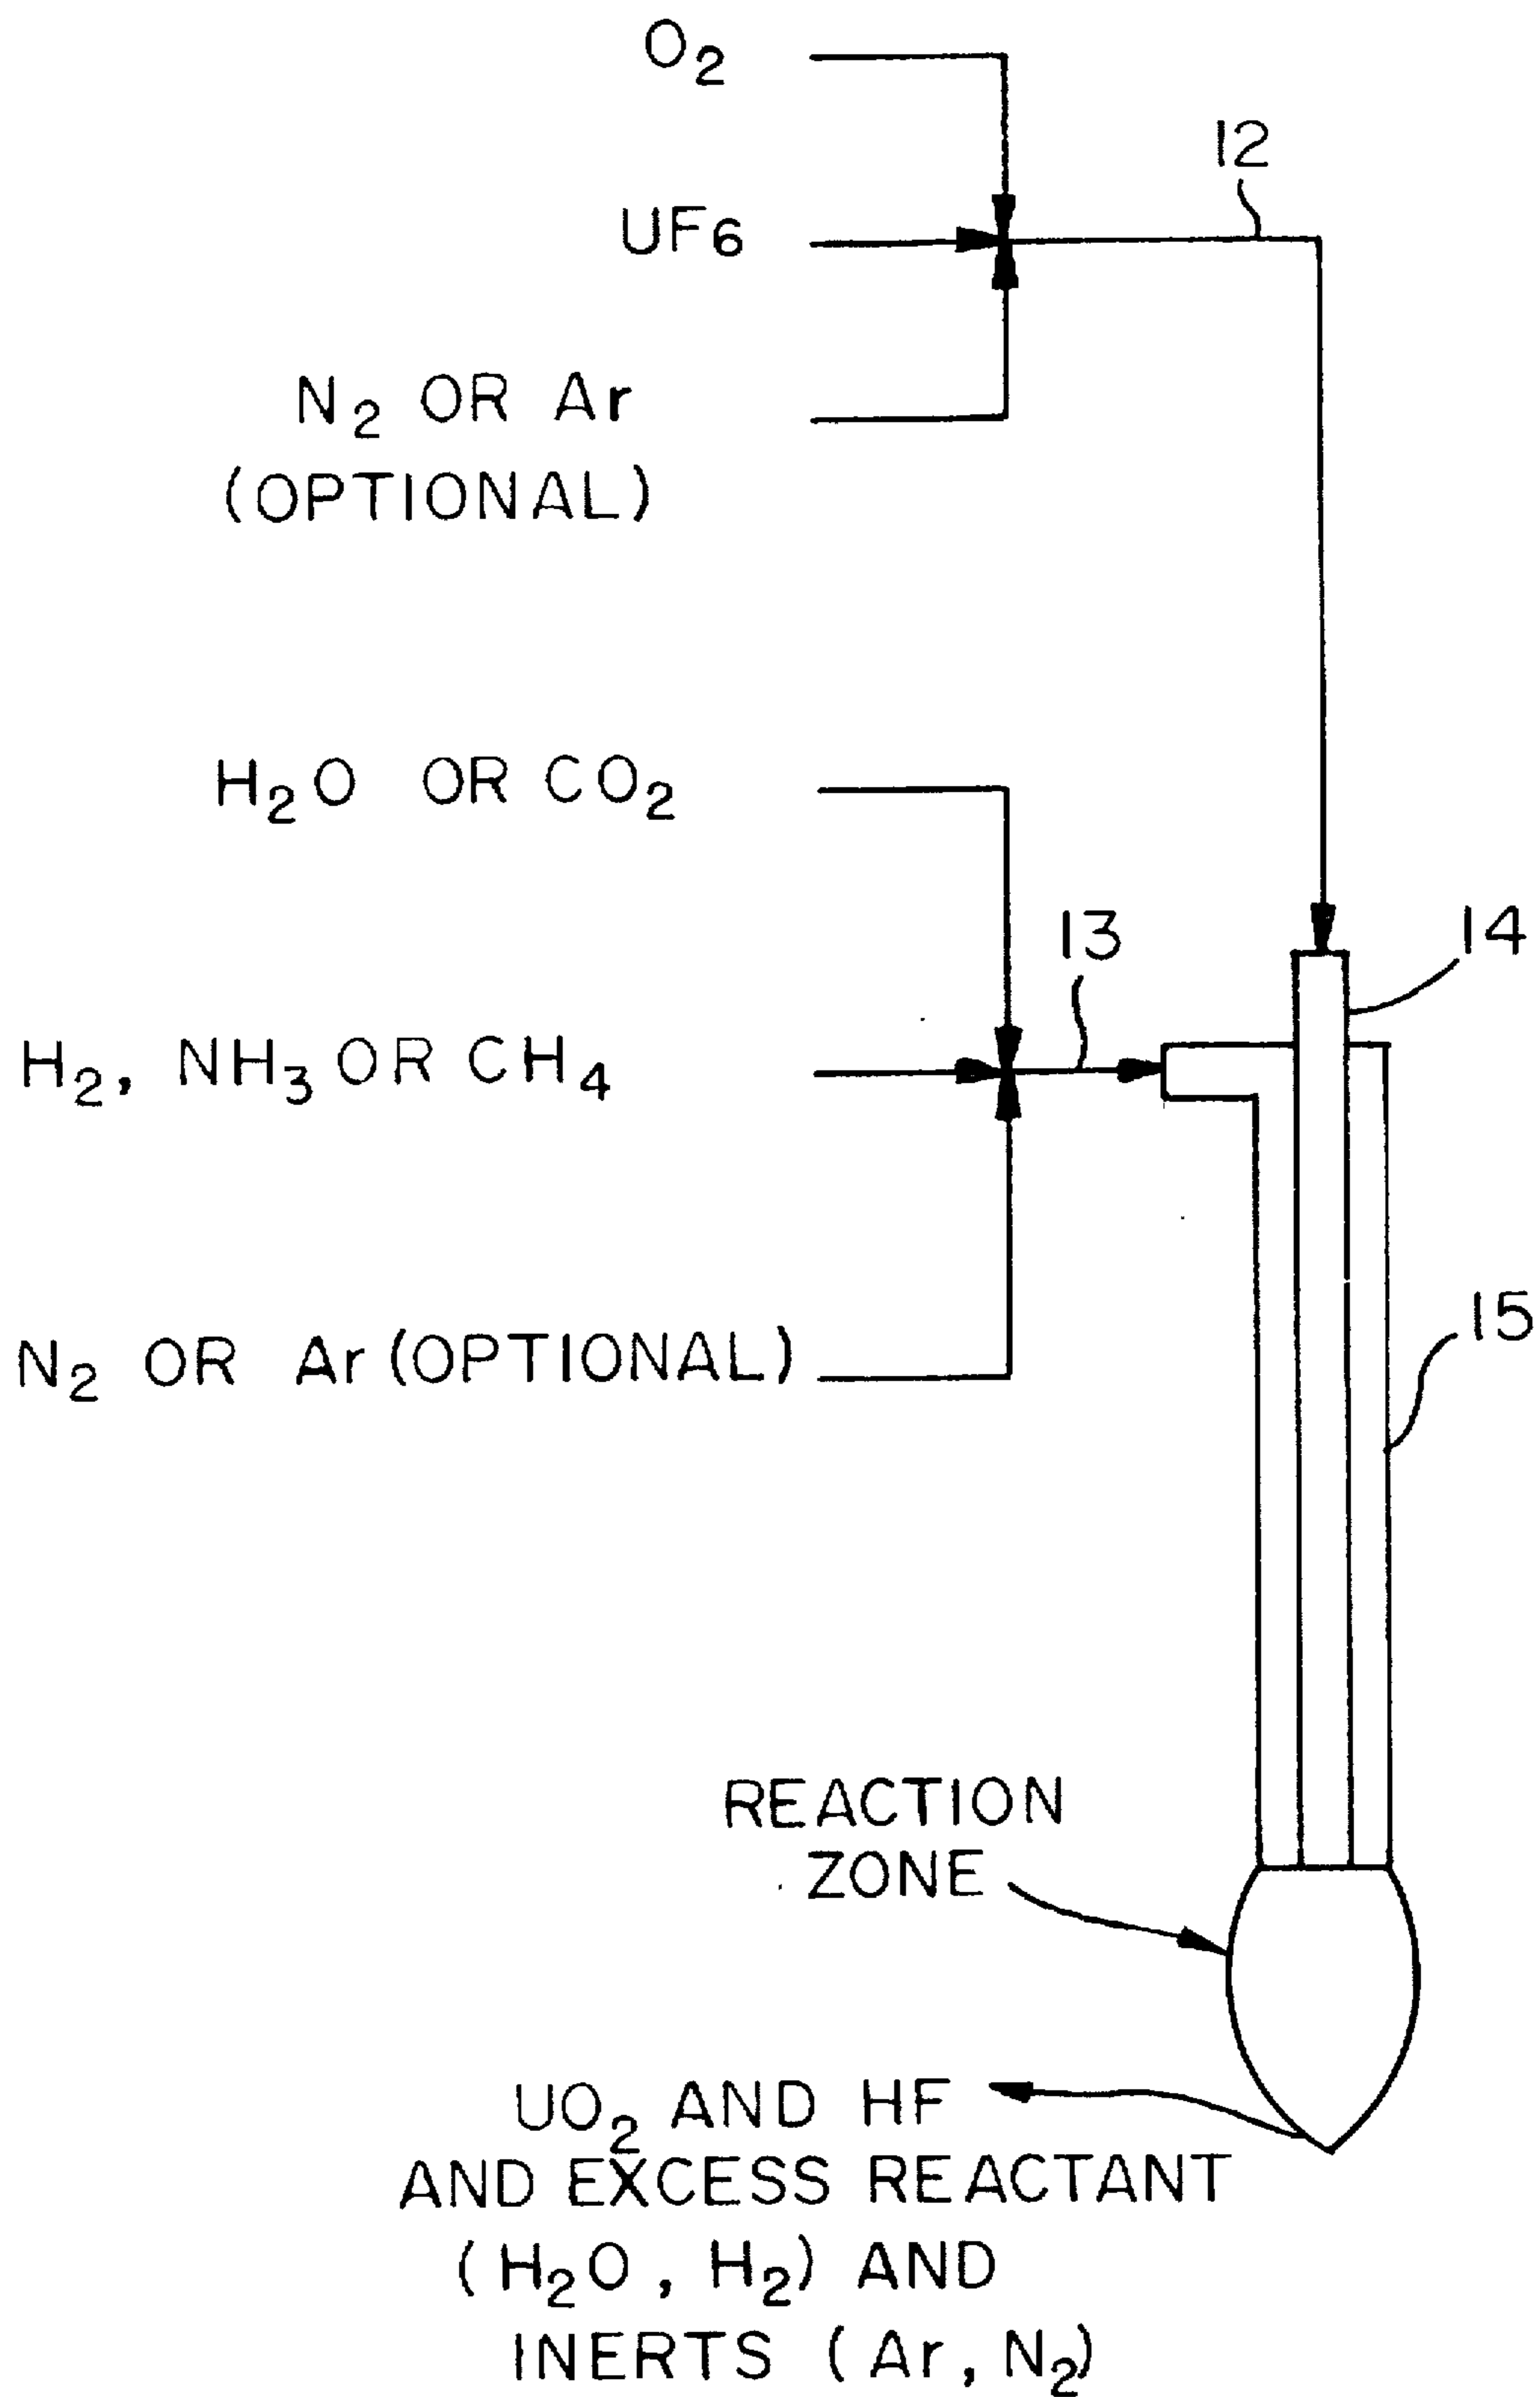 O2
12
UF6
N2 OR Ar
(OPTIONAL)
H2O OR CO2
13
14
H2, NH3 OR CH4
15
N2 OR Ar (OPTIONAL)
REACTION
ZONE
UO2 AND HF
AND EXCESS REACTANT
(H2O, H2) AND
INERTS (Ar, N2)